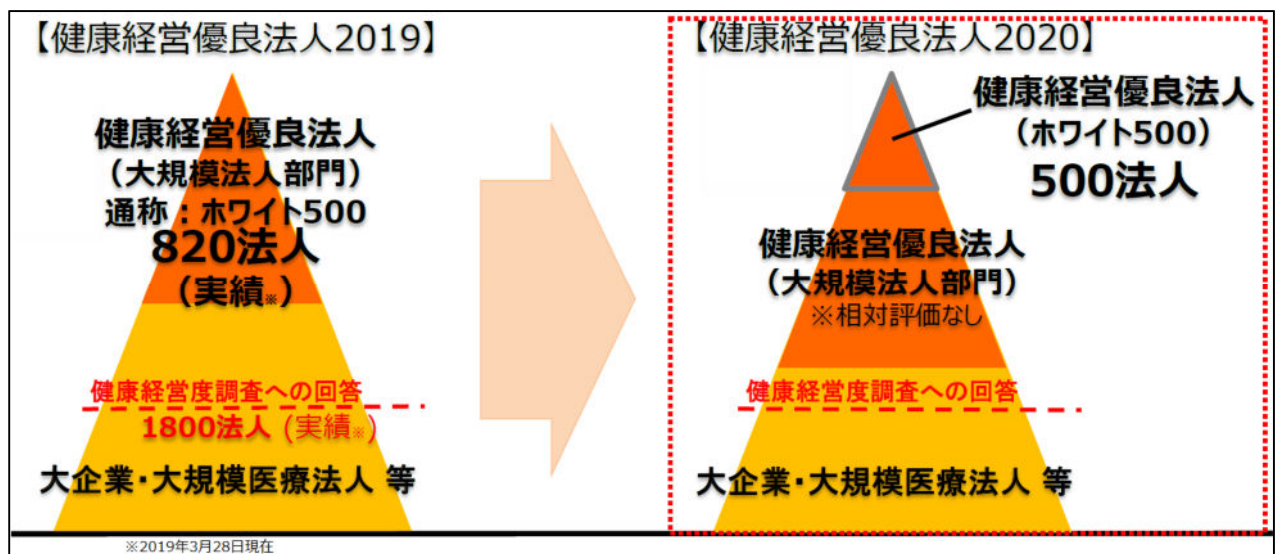 【健康経営優良法人2019】
健康経営優良法人
（大規模法人部門）
通称：ホワイト500
820法人
（実績※）
健康経営度調査への回答
1800法人 (実績※)
大企業・大規模医療法人 等
※2019年3月28日現在
【健康経営優良法人2020】
健康経営優良法人
（ホワイト500）
500法人
健康経営優良法人
（大規模法人部門）
※相対評価なし
健康経営度調査への回答
大企業・大規模医療法人 等